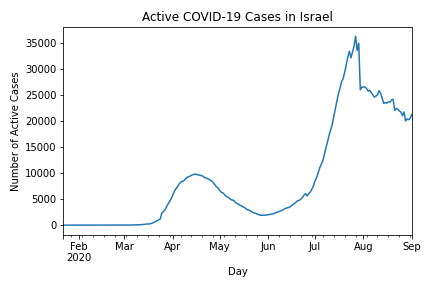 Active COVID-19 Cases in Israel
Number of Active Cases
35000
30000
25000
20000
15000
10000
5000
0
Feb Mar Apr May Jun Jul Aug Sep
2020
Day